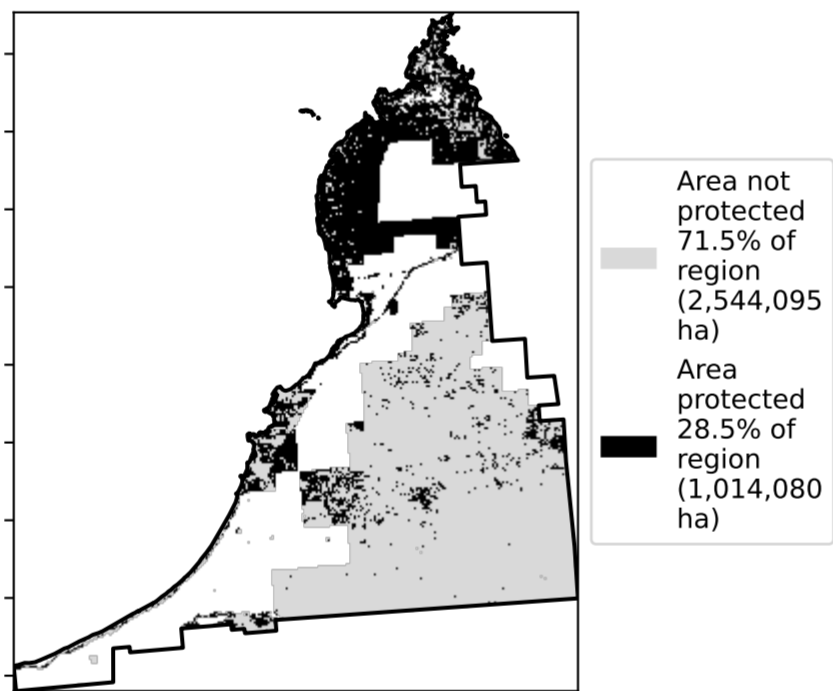 Area not
protected
71.5% of
region
(2,544,095
ha)
Area
protected
28.5% of
region
(1,014,080
ha)